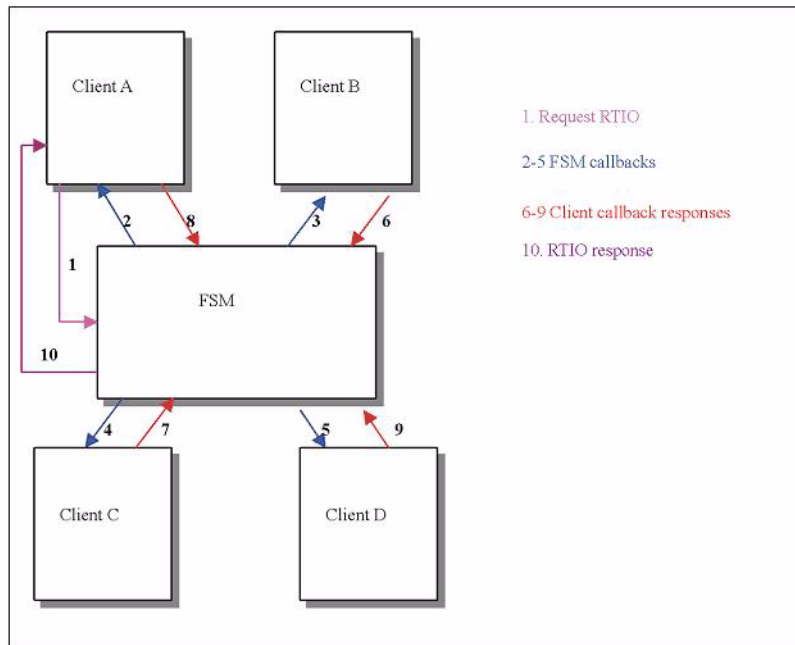 Client A
Client B
1. Request RTIO
2-5 FSM callbacks
6-9 Client callback responses
10. RTIO response
2
8
3
6
1
FSM
10
4
7
5
9
Client C
Client D